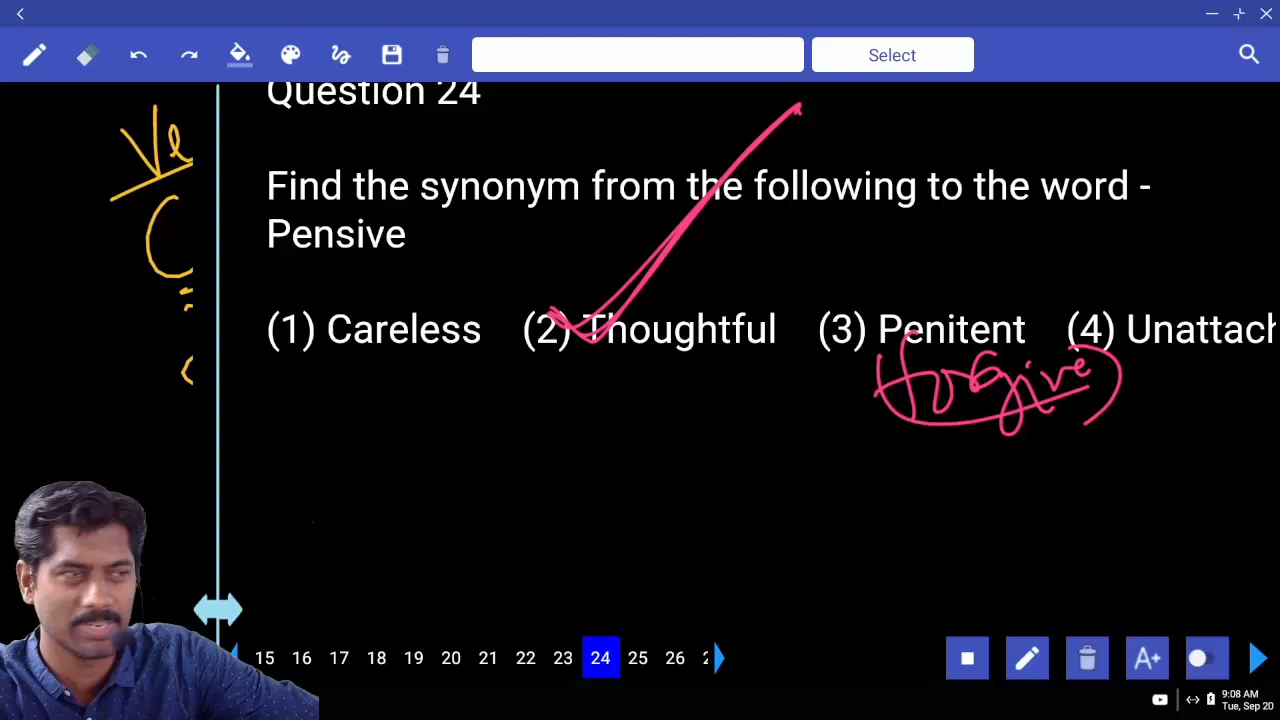 Select
Question 24
Ve
Find the synonym from the following to the word -
Pensive
(1) Careless (2) Thoughtful (3) Penitent (4) Unattach
forgive
15 16 17 18 19 20 21 22 23 24 25 26 2
A+
9:08 AM
Tue, Sep 20